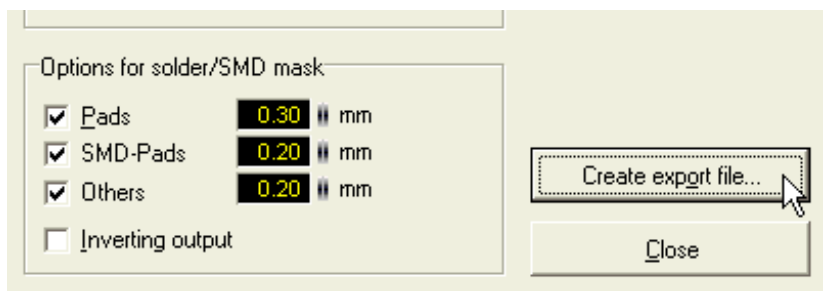 Options for solder/SMD mask
Pads 0.30 mm
SMD-Pads 0.20 mm
Others 0.20 mm
Inverting output
Create export file...
Close